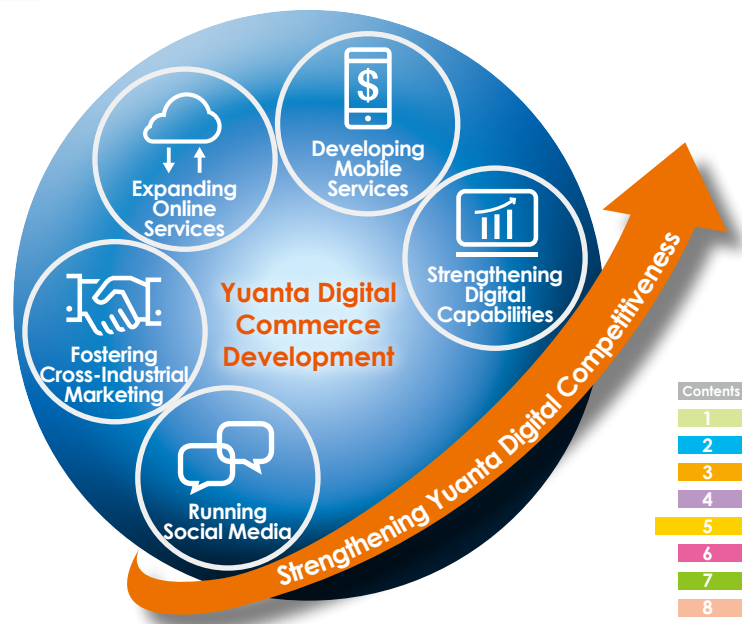 $
Developing
Mobile
Services
Expanding
Online
Services
Strengthening
Digital
Capabilities
Yuanta Digital
Commerce
Development
Fostering
Cross-Industrial
Marketing
Running
Social Media
Strengthening Yuanta Digital Competitiveness
Contents
1
2
3
4
5
6
7
8